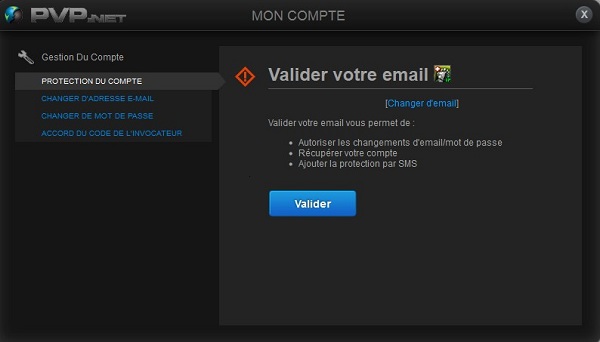 PVP.NET
MON COMPTE
X
Gestion Du Compte
PROTECTION DU COMPTE
CHANGER D'ADRESSE E-MAIL
CHANGER DE MOT DE PASSE
ACCORD DU CODE DE L'INVOCATEUR
Valider votre email
[Changer d'email]
Valider votre email vous permet de :
• Autoriser les changements d'email/mot de passe
• Récupérer votre compte
• Ajouter la protection par SMS
Valider